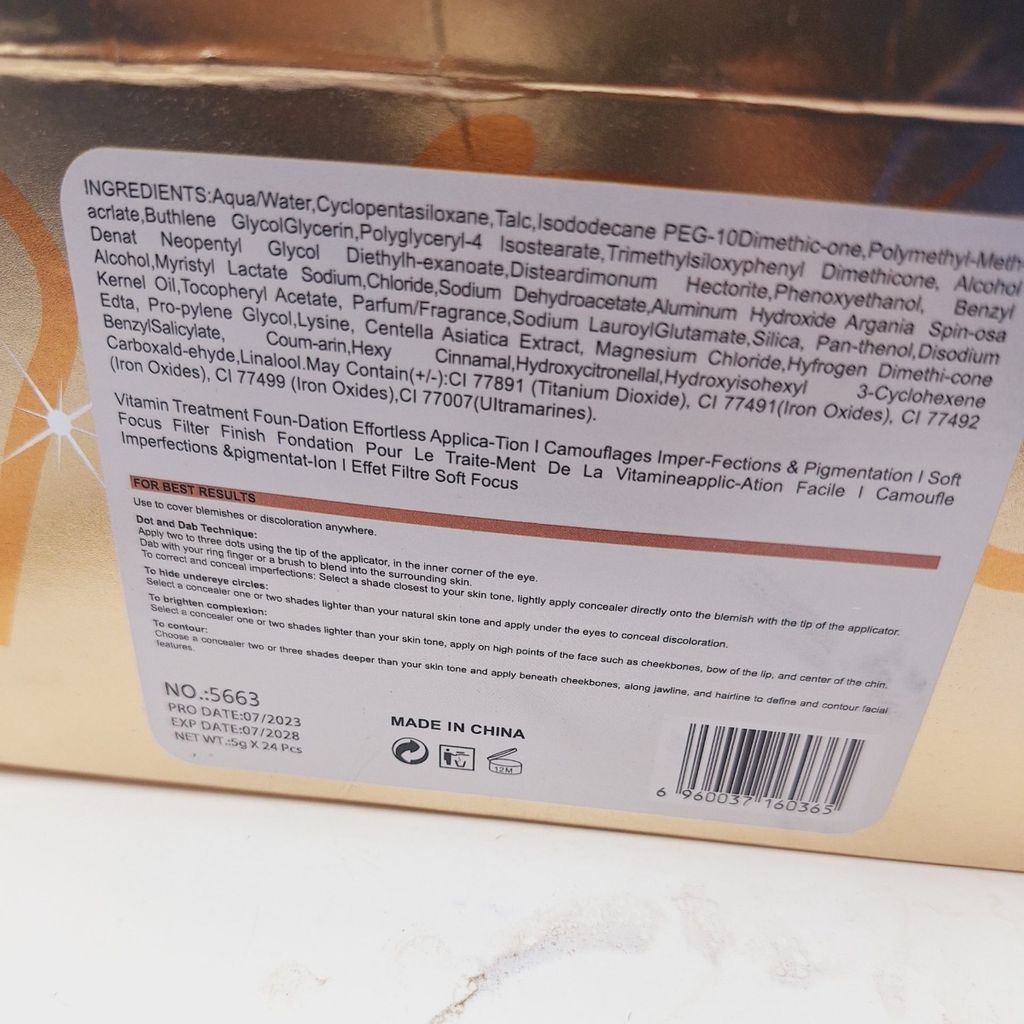 INGREDIENTS:Aqua/Water,Cyclopentasiloxane,Talc,Isododecane PEG-10Dimethic-one,Polymethyl-Meth-
acrlate,Buthlene GlycolGlycerin,Polyglyceryl-4 Isostearate,Trimethylsiloxyphenyl Dimethicone, Alcohol
Denat Neopentyl Glycol Diethylh-exanoate,Disteardimonum Hectorite,Phenoxyethanol, Benzyl
Alcohol,Myristyl Lactate Sodium,Chloride,Sodium Dehydroacetate,Aluminum Hydroxide Argania Spin-osa
Kernel Oil,Tocopheryl Acetate, Parfum/Fragrance,Sodium LauroylGlutamate,Silica, Pan-thenol,Disodium
Edta, Pro-pylene Glycol,Lysine, Centella Asiatica Extract, Magnesium Chloride,Hyfrogen Dimethi-cone
BenzylSalicylate, Coum-arin,Hexy Cinnamal,Hydroxycitronellal,Hydroxyisohexyl 3-Cyclohexene
Carboxald-ehyde,Linalool.May Contain(+/-):CI 77891 (Titanium Dioxide), CI 77491(Iron Oxides), CI 77492
(Iron Oxides), CI 77499 (Iron Oxides),CI 77007(Ultramarines).
Vitamin Treatment Foun-Dation Effortless Applica-Tion I Camouflages Imper-Fections & Pigmentation I Soft
Focus Filter Finish Fondation Pour Le Traite-Ment De La Vitamineapplic-Ation Facile I Camoufle
Imperfections &pigmentat-Ion I Effet Filtre Soft Focus
FOR BEST RESULTS
Use to cover blemishes or discoloration anywhere.
Dot and Dab Technique:
Apply two to three dots using the tip of the applicator, in the inner corner of the eye.
Dab with your ring finger or a brush to blend into the surrounding skin.
To correct and conceal imperfections: Select a shade closest to your skin tone, lightly apply concealer directly onto the blemish with the tip of the applicator.
To hide undereye circles:
Select a concealer one or two shades lighter than your natural skin tone and apply under the eyes to conceal discoloration.
To brighten complexion:
Select a concealer one or two shades lighter than your skin tone, apply on high points of the face such as cheekbones, bow of the lip, and center of the chin.
To contour:
Choose a concealer two or three shades deeper than your skin tone and apply beneath cheekbones, along jawline, and hairline to define and contour facial
features.
NO.:5663
PRO DATE:07/2023
EXP DATE:07/2028
NET WT.:5g X 24 Pcs
MADE IN CHINA
12M
6 960037 160365